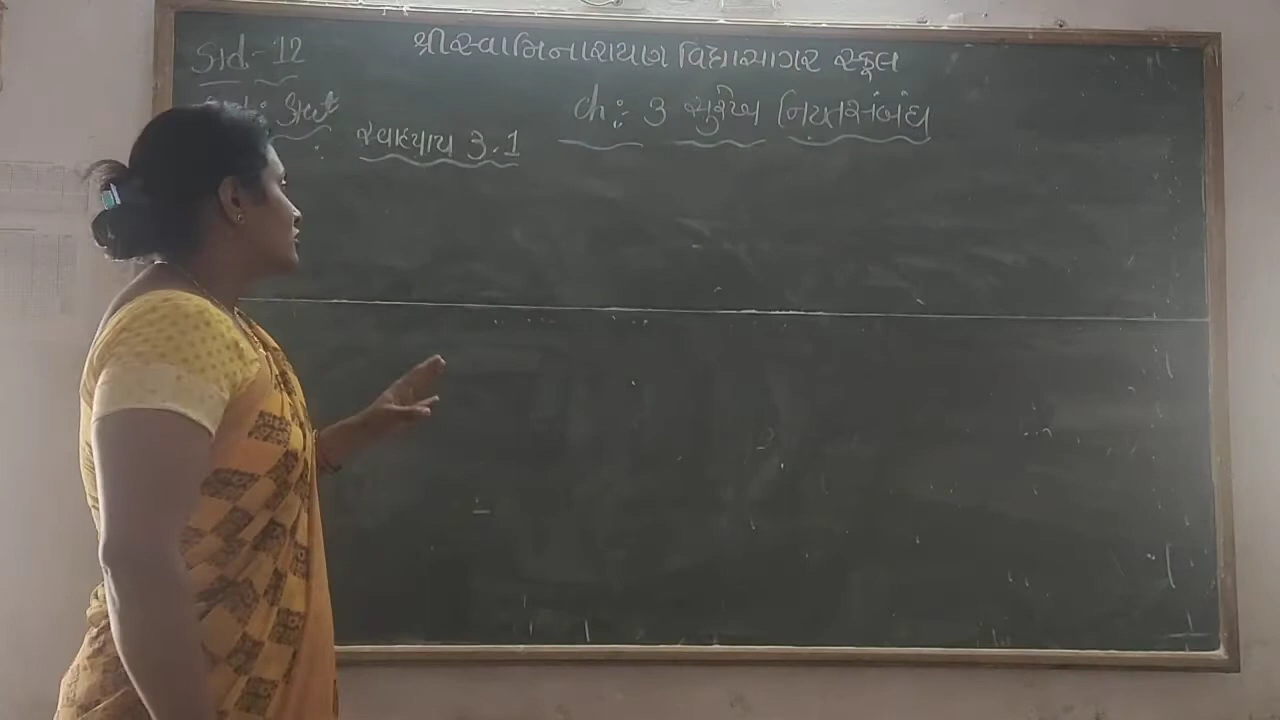 શ્રી સ્વામિનારાયણ વિદ્યાસાગર સ્કૂલ
ધો.- 12
ch :- 3 સુરેખ નિયતસંબંધ
સ્વાધ્યાય 3.1